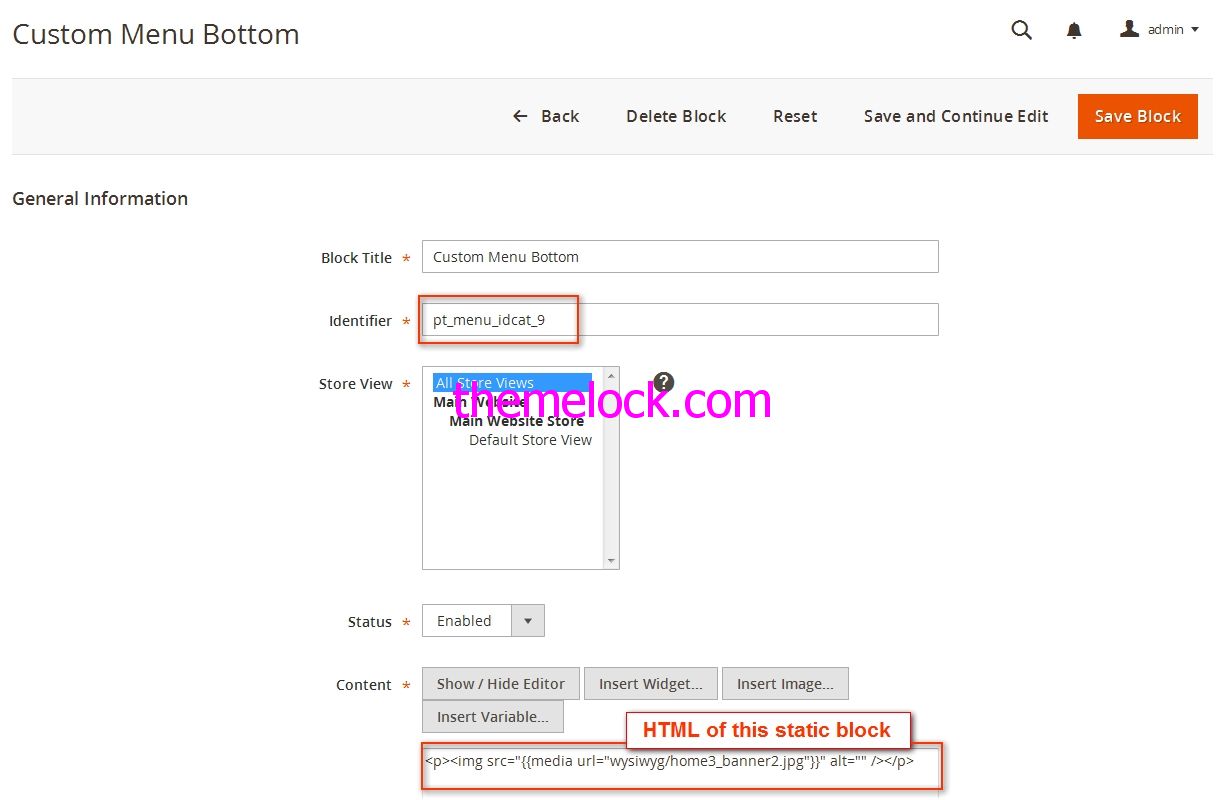 Custom Menu Bottom
admin
Back Delete Block Reset Save and Continue Edit Save Block
General Information
Block Title * Custom Menu Bottom
Identifier * pt_menu_idcat_9
Store View * All Store Views ?
Main Website
themelock.com
Main Website Store
Default Store View
Status * Enabled
Content * Show / Hide Editor Insert Widget... Insert Image...
Insert Variable...
HTML of this static block
<p><img src="{{media url="wysiwyg/home3_banner2.jpg"}}" alt="" /></p>